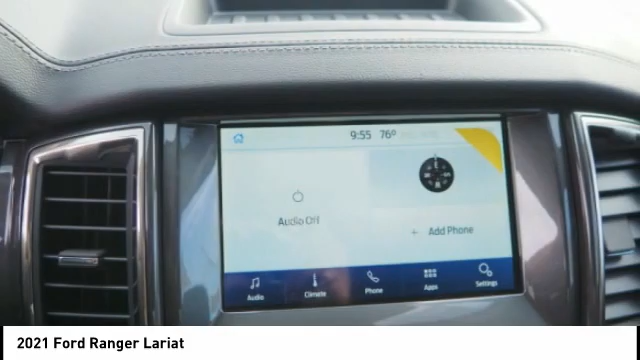 9:55 76°
Audio Off
+ Add Phone
Audio Climate Phone Apps Settings
2021 Ford Ranger Lariat